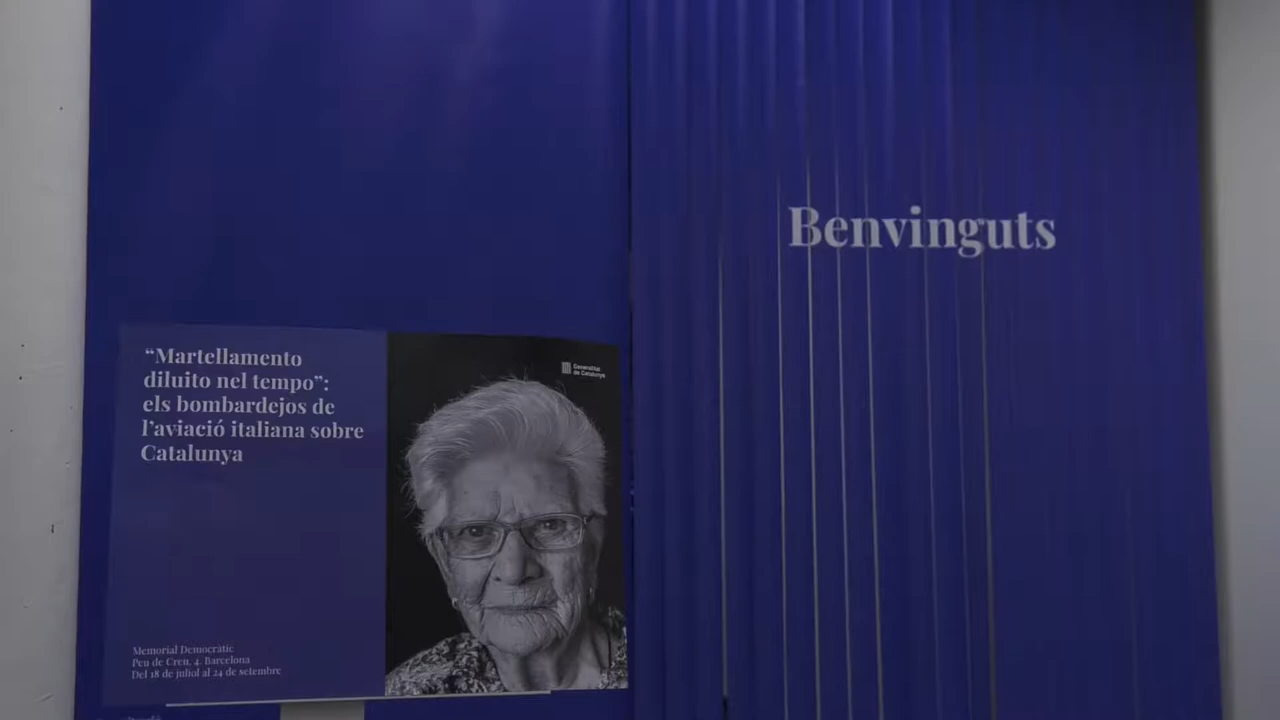 “Martellamento
diluito nel tempo”:
els bombardejos de
l’aviació italiana sobre
Catalunya
Generalitat
de Catalunya
Memorial Democràtic
Peu de Creu, 4. Barcelona
Del 18 de juliol al 24 de setembre
Benvinguts